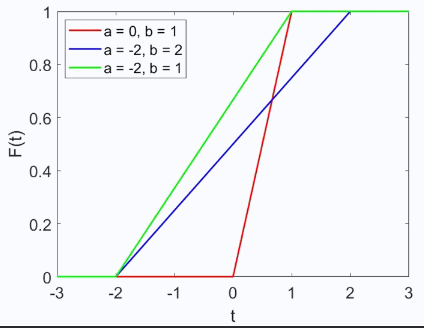 1
a = 0, b = 1
a = -2, b = 2
a = -2, b = 1
0.8
0.6
F(t)
0.4
0.2
0
-3 -2 -1 0 1 2 3
t